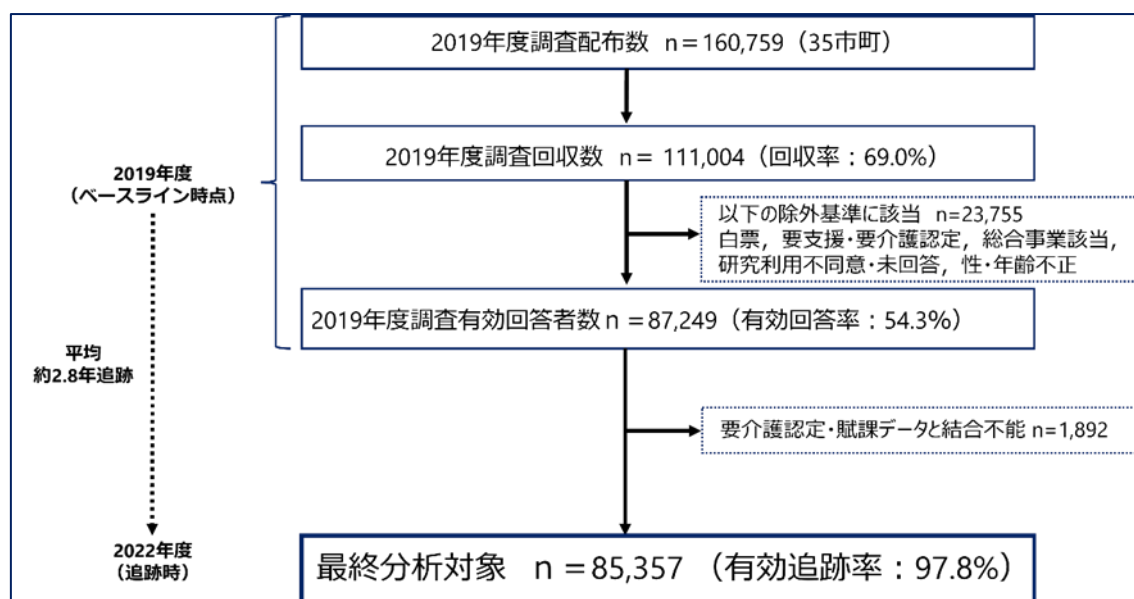 2019年度調査配布数 n＝160,759（35市町）
2019年度調査回収数 n＝ 111,004（回収率：69.0%）
2019年度
（ベースライン時点）
以下の除外基準に該当 n=23,755
白票，要支援・要介護認定，総合事業該当，
研究利用不同意・未回答，性・年齢不正
2019年度調査有効回答者数 n＝87,249（有効回答率：54.3%）
平均
約2.8年追跡
要介護認定・賦課データと結合不能 n=1,892
2022年度
（追跡時）
最終分析対象 n＝85,357 （有効追跡率：97.8%）